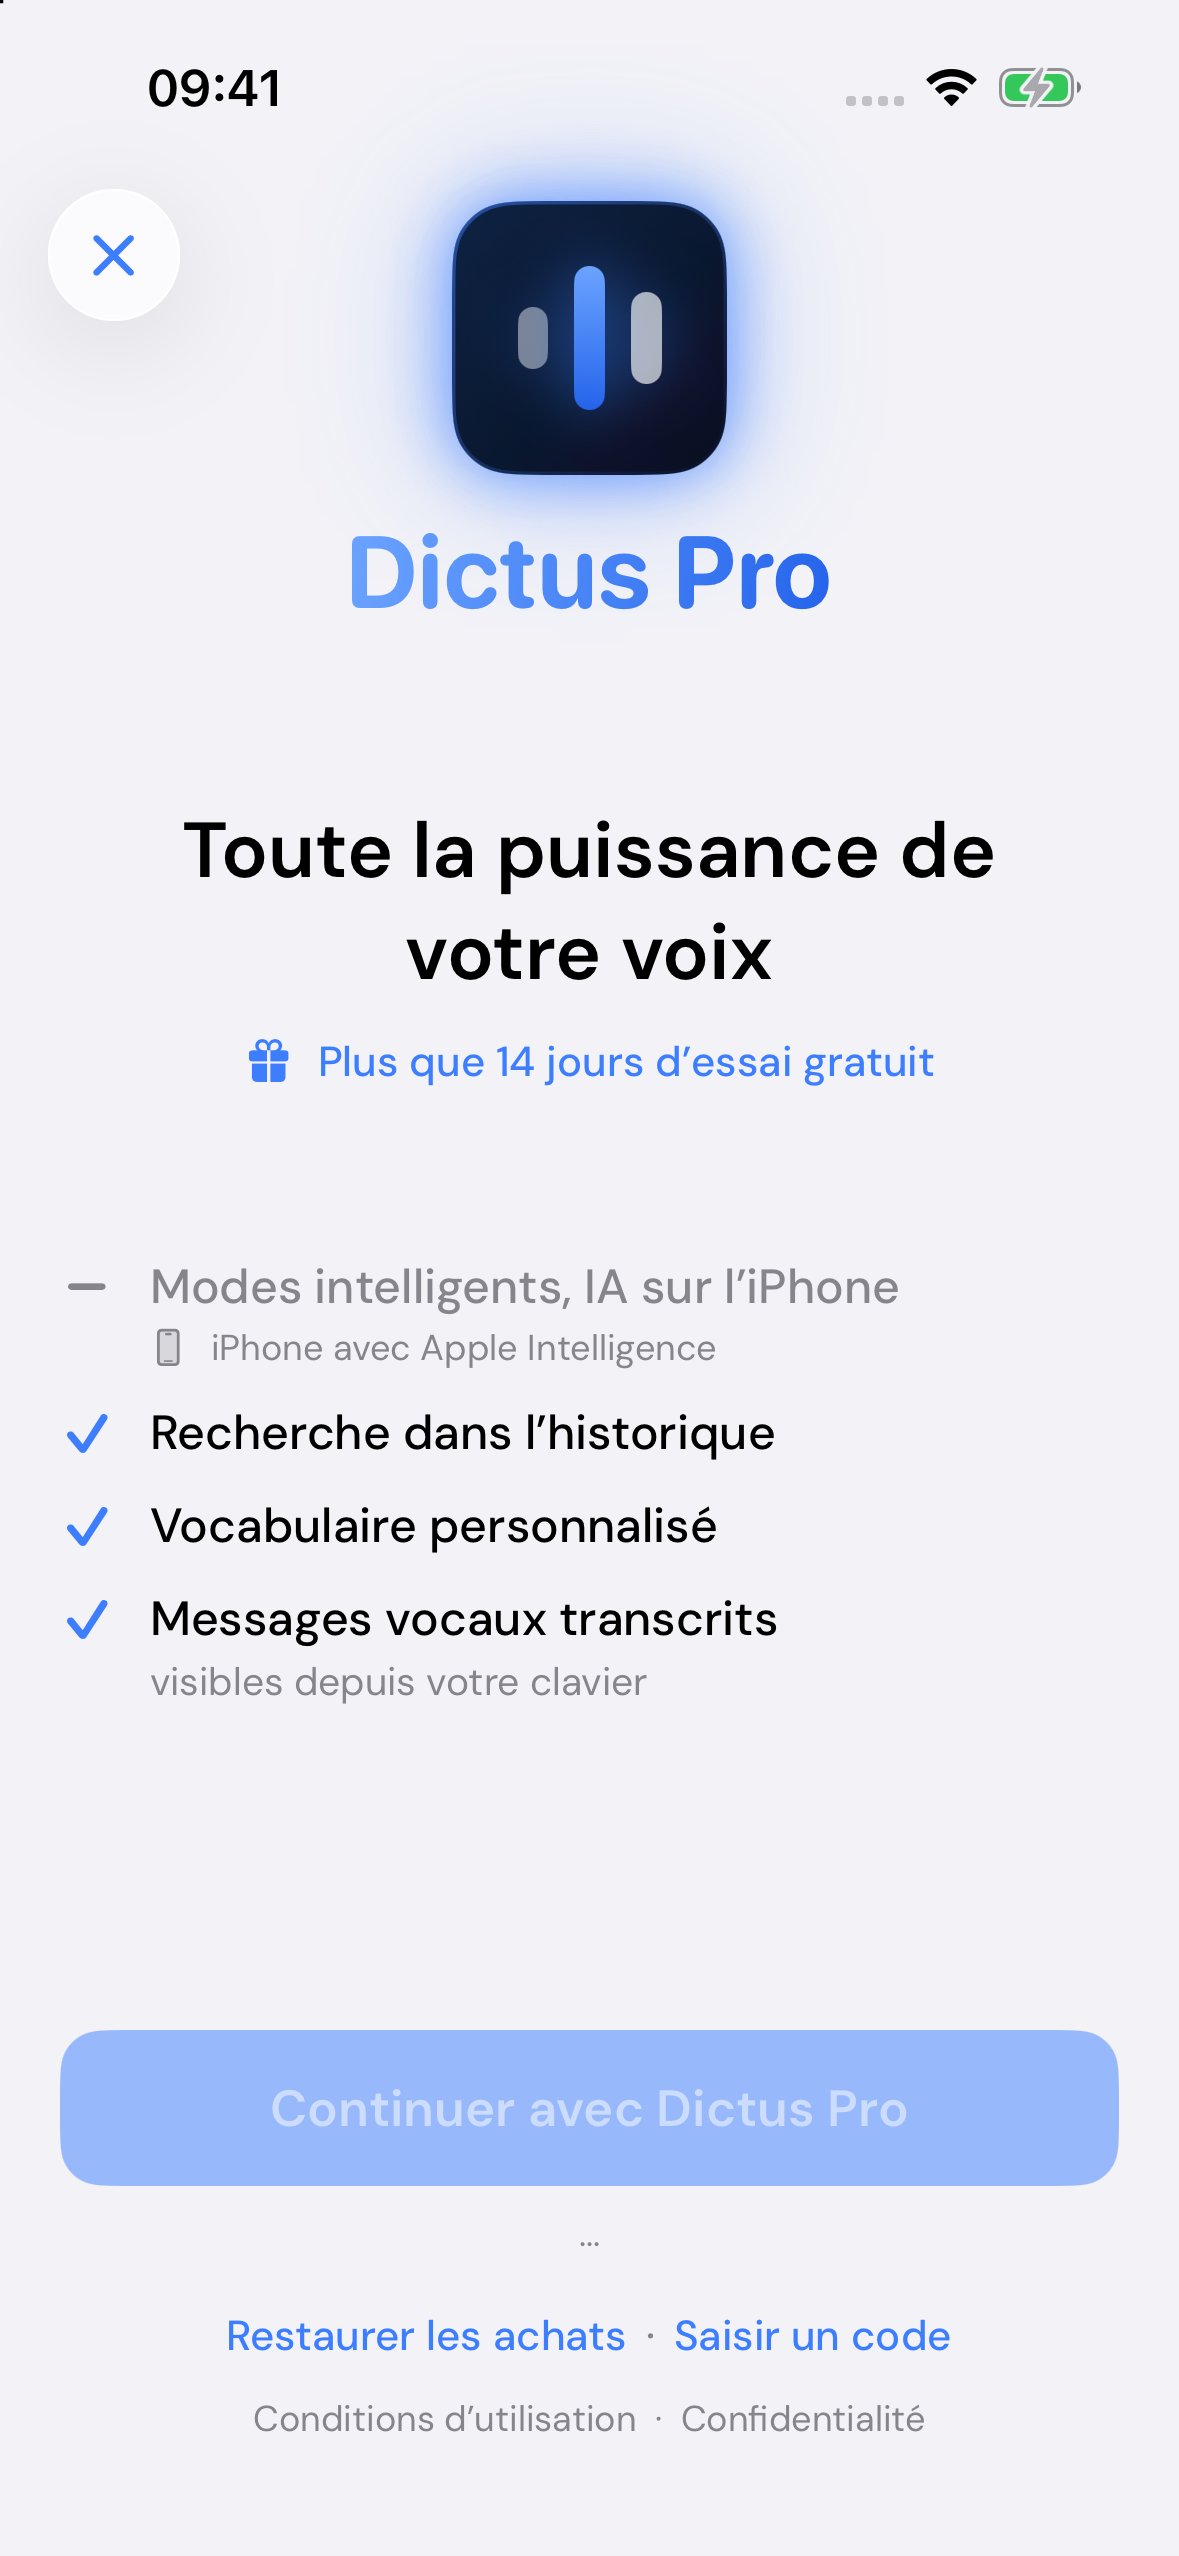 09:41
Dictus Pro
Toute la puissance de
votre voix
Plus que 14 jours d’essai gratuit
Modes intelligents, IA sur l’iPhone
iPhone avec Apple Intelligence
Recherche dans l’historique
Vocabulaire personnalisé
Messages vocaux transcrits
visibles depuis votre clavier
Continuer avec Dictus Pro
…
Restaurer les achats · Saisir un code
Conditions d’utilisation · Confidentialité